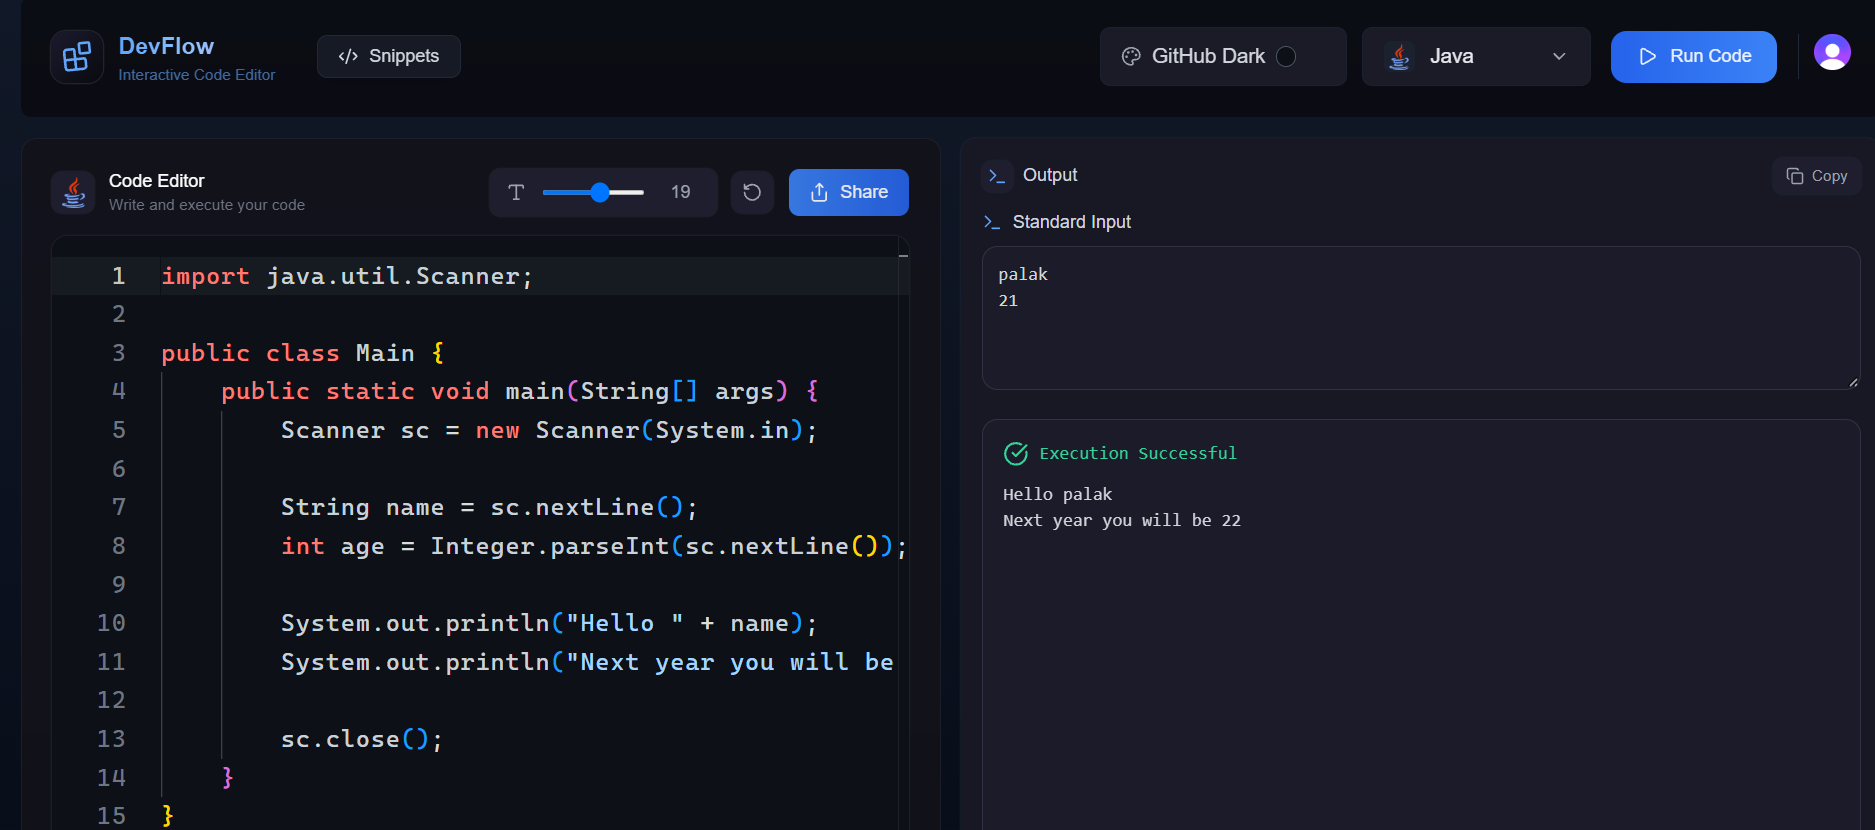 DevFlow
Interactive Code Editor
Snippets
GitHub Dark
Java
Run Code
Code Editor
Write and execute your code
19
Share
1 import java.util.Scanner;
2
3 public class Main {
4     public static void main(String[] args) {
5         Scanner sc = new Scanner(System.in);
6
7         String name = sc.nextLine();
8         int age = Integer.parseInt(sc.nextLine());
9
10         System.out.println("Hello " + name);
11         System.out.println("Next year you will be
12
13         sc.close();
14     }
15 }
Output
Copy
Standard Input
palak
21
Execution Successful
Hello palak
Next year you will be 22